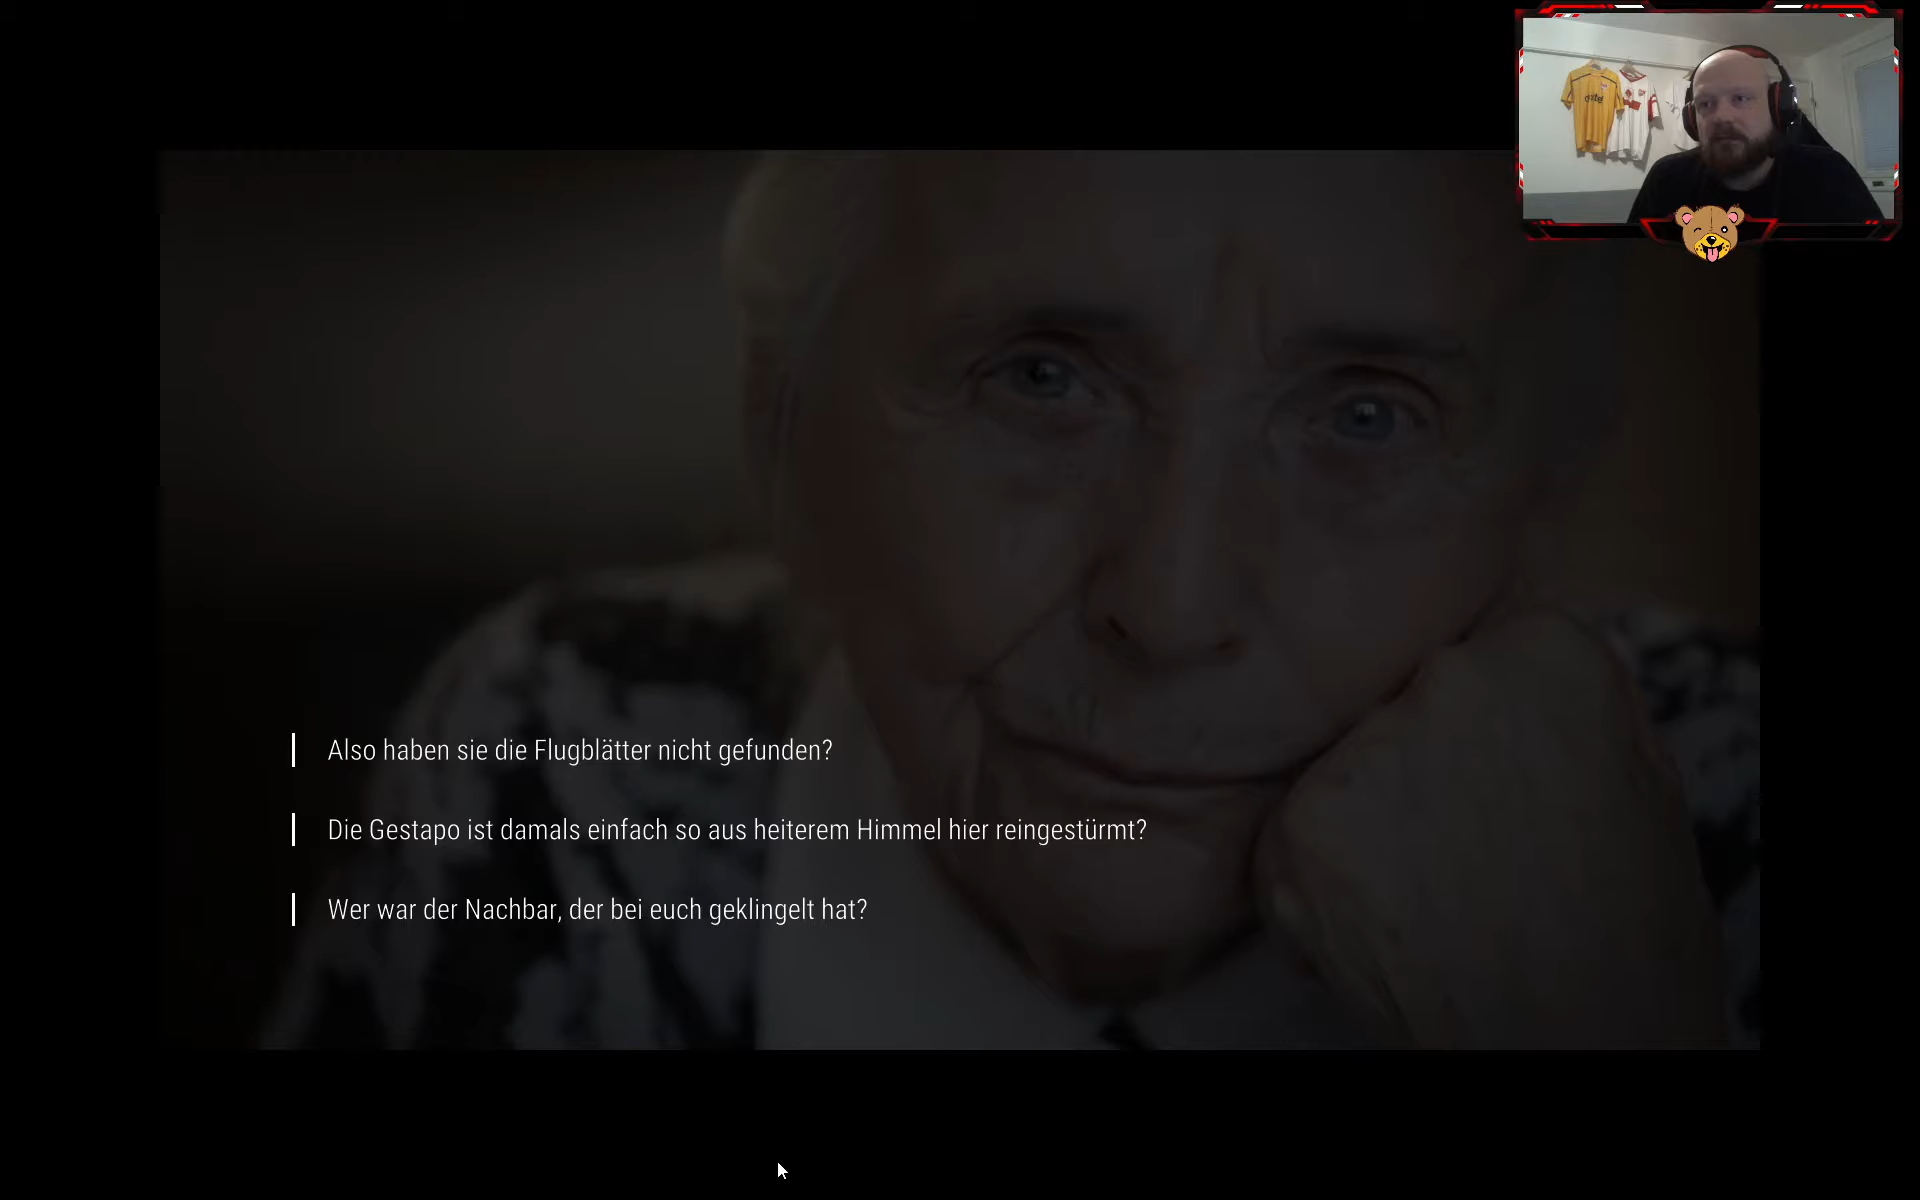 Also haben sie die Flugblätter nicht gefunden?
Die Gestapo ist damals einfach so aus heiterem Himmel hier reingestürmt?
Wer war der Nachbar, der bei euch geklingelt hat?